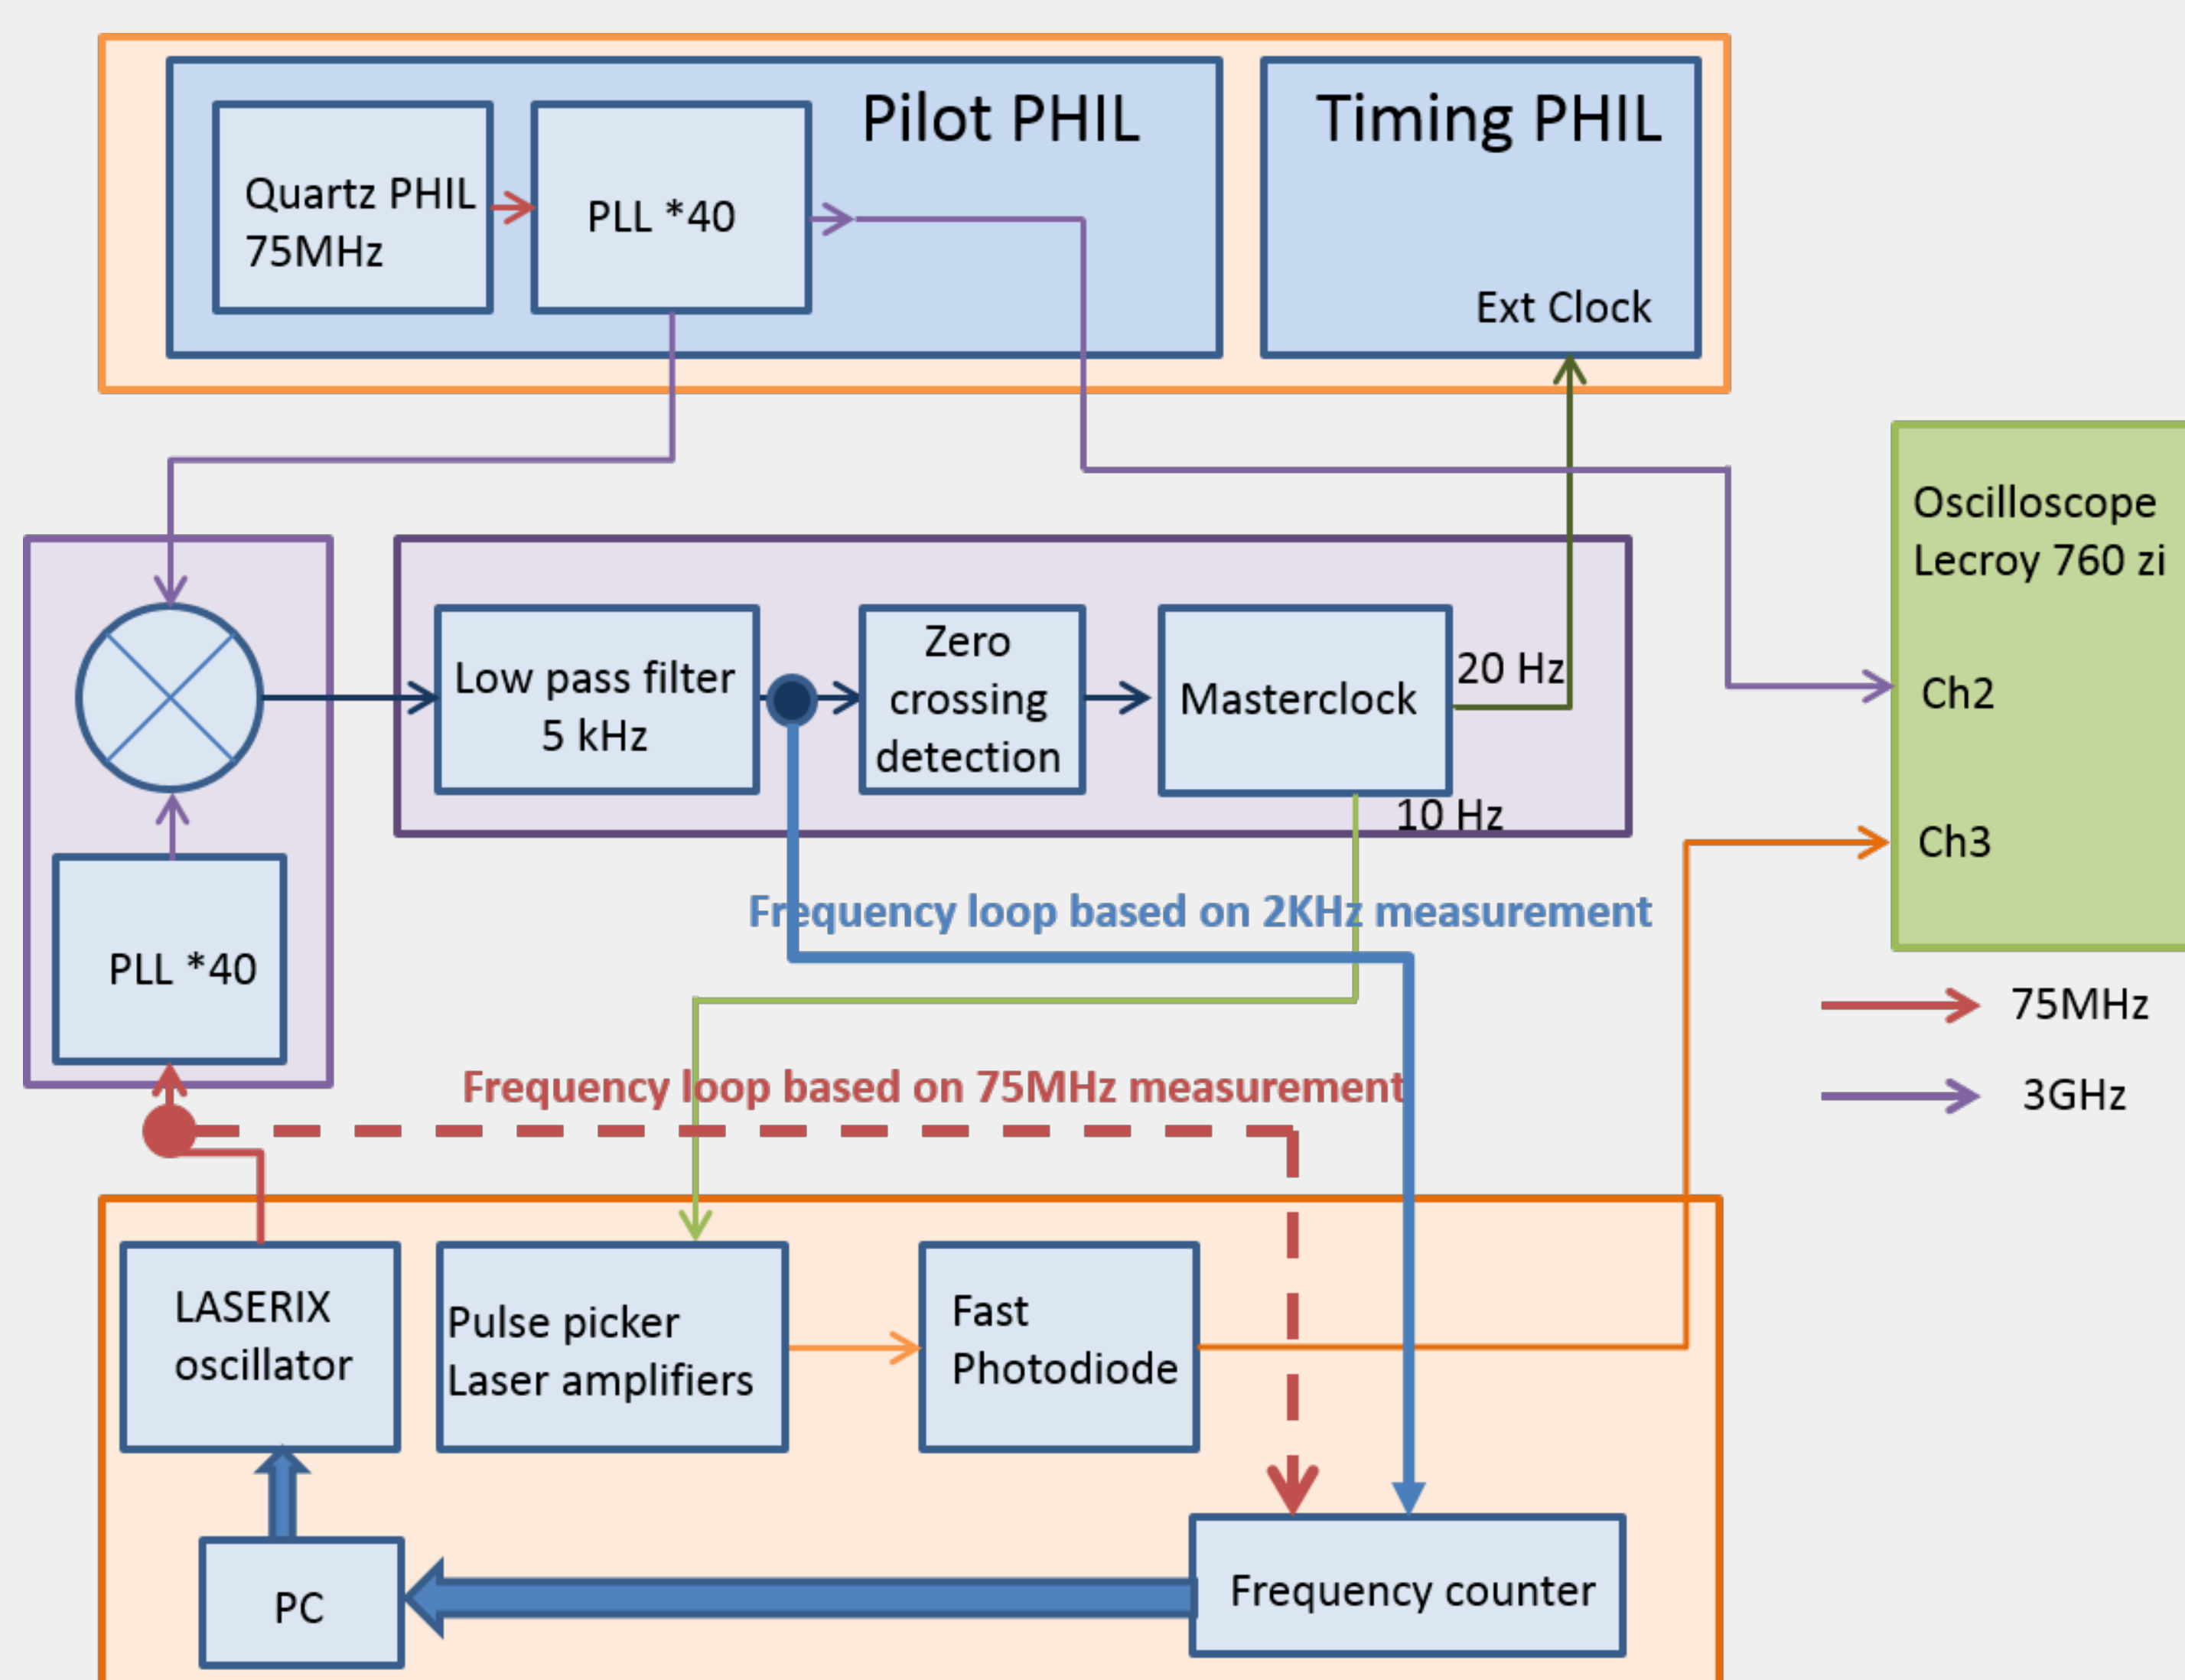 Pilot PHIL
Timing PHIL
Quartz PHIL
75MHz
PLL *40
Ext Clock
Oscilloscope
Lecroy 760 zi
Ch2
Ch3
Low pass filter
5 kHz
Zero
crossing
detection
Masterclock
20 Hz
10 Hz
PLL *40
Frequency loop based on 2KHz measurement
75MHz
3GHz
Frequency loop based on 75MHz measurement
LASERIX
oscillator
Pulse picker
Laser amplifiers
Fast
Photodiode
PC
Frequency counter